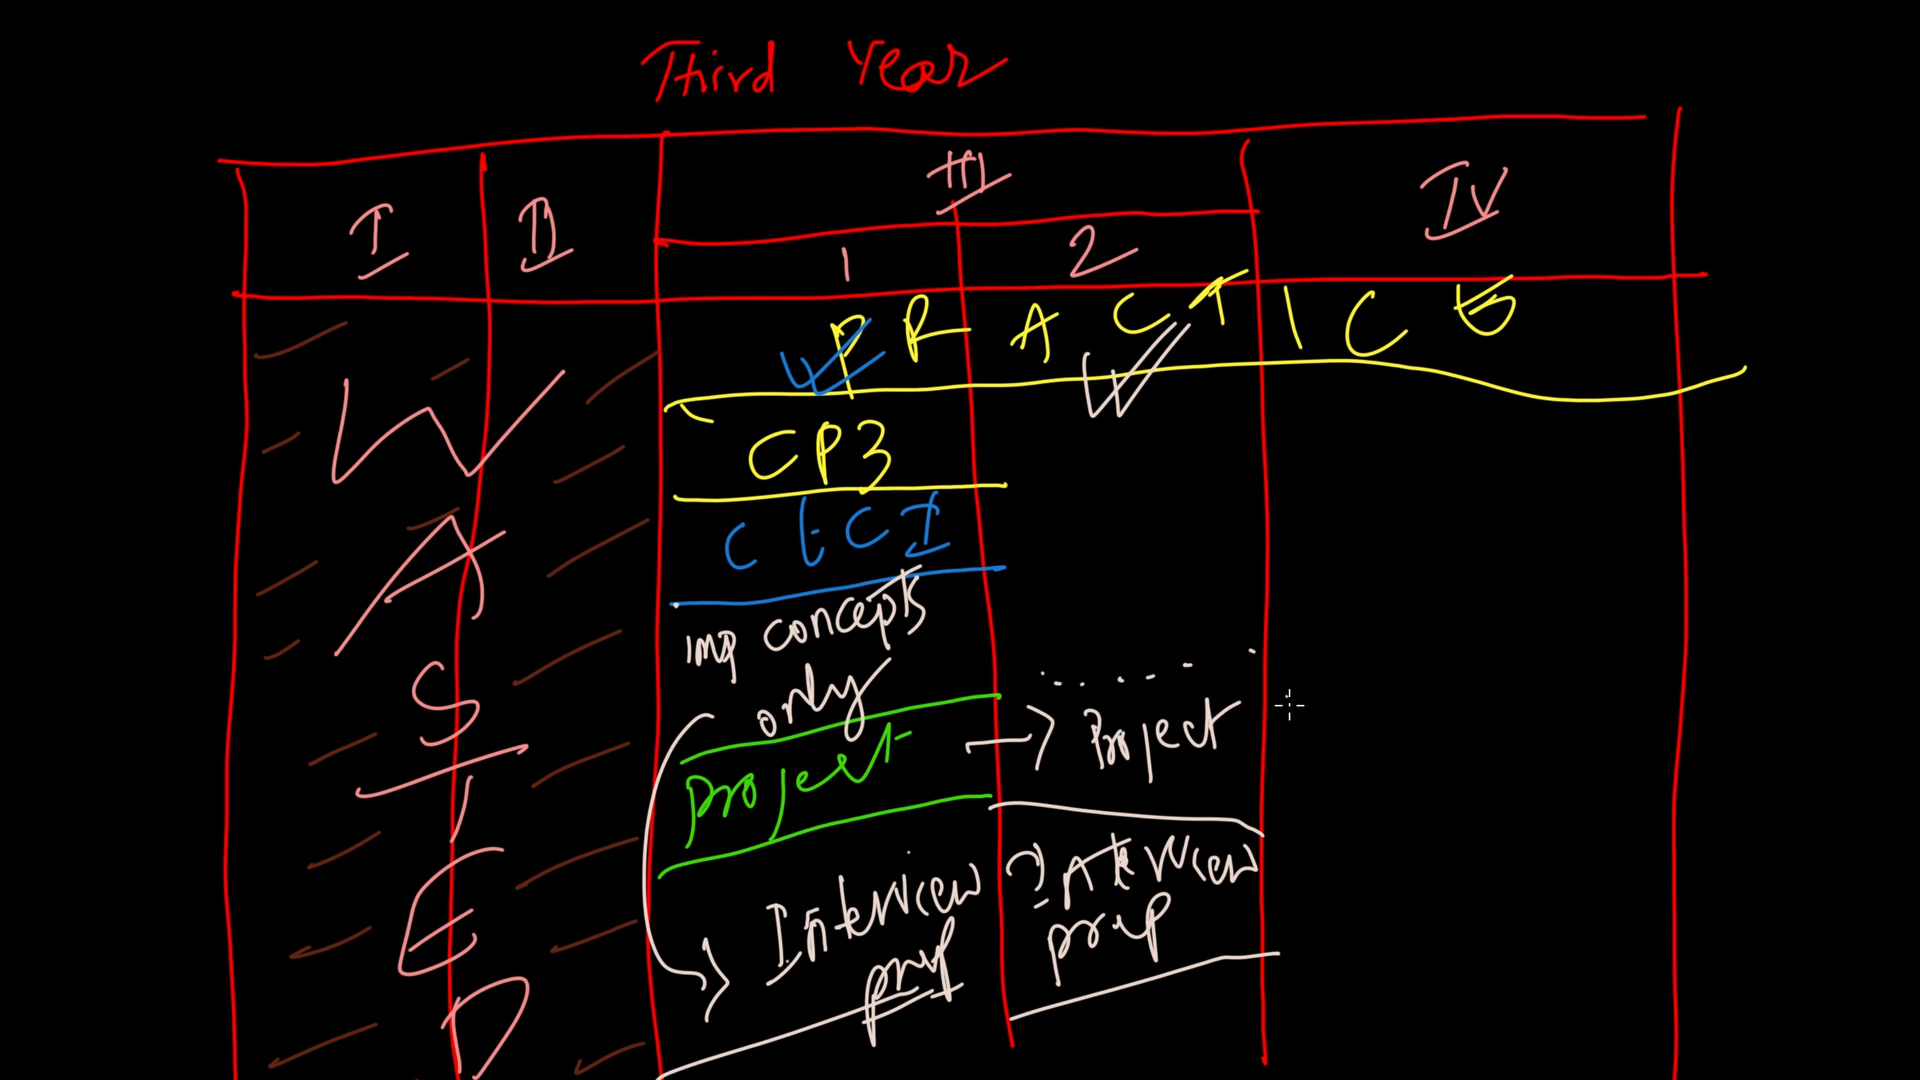 Third Year
I II III IV
1 2
PRACTICE
CP3
CtCI
imp concepts
only
Project → Project
Interview
prep
Interview
prep
WASTED